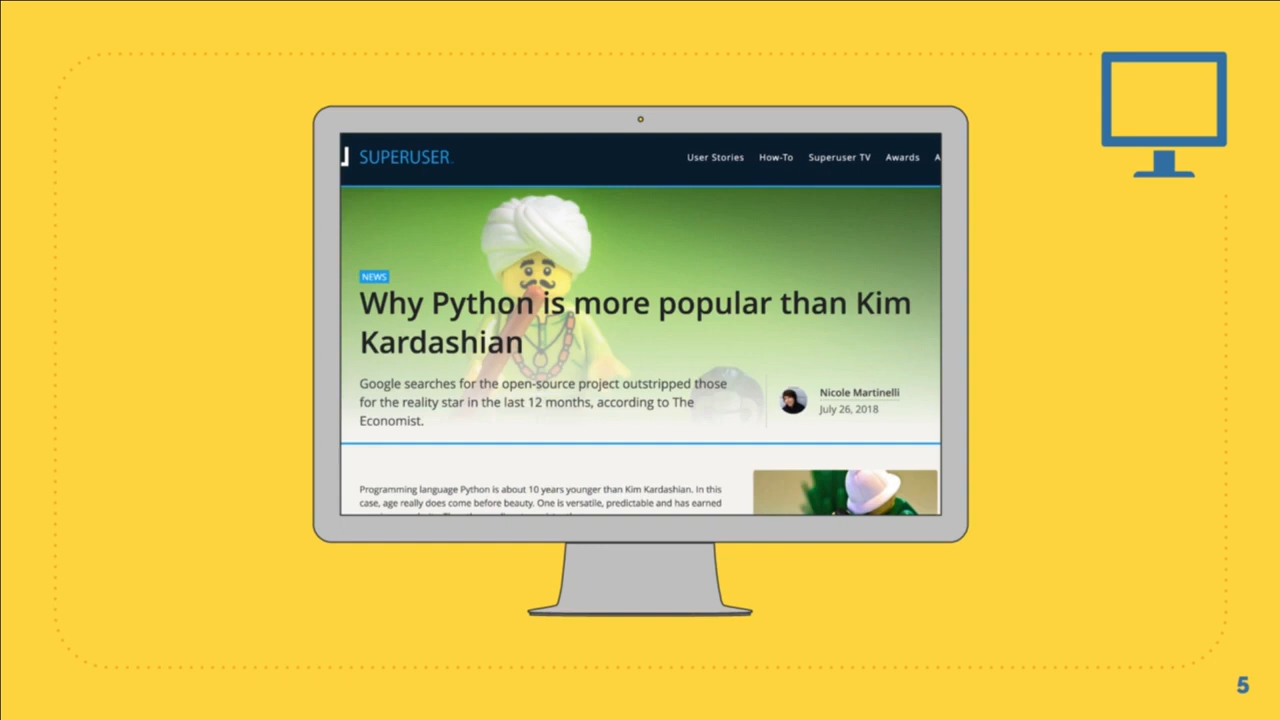 SUPERUSER
User Stories How-To Superuser TV Awards A
NEWS
Why Python is more popular than Kim
Kardashian
Google searches for the open-source project outstripped those
for the reality star in the last 12 months, according to The
Economist.
Nicole Martinelli
July 26, 2018
Programming language Python is about 10 years younger than Kim Kardashian. In this
case, age really does come before beauty. One is versatile, predictable and has earned
5